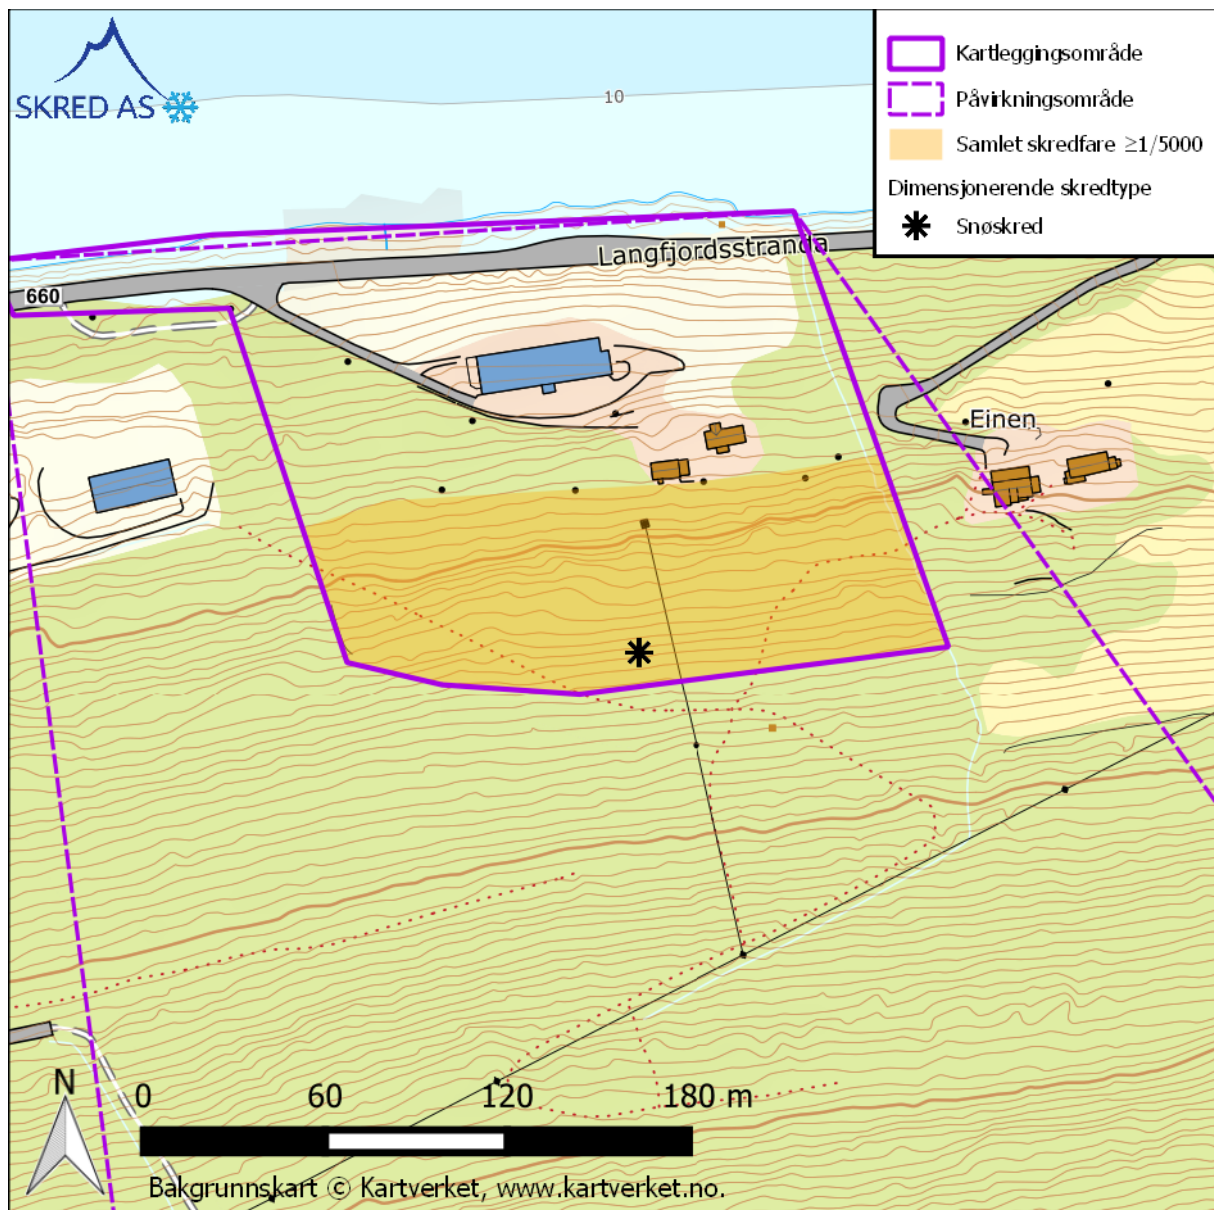 SKRED AS
10
Kartleggingsområde
Påvirkningsområde
Samlet skredfare ≥1/5000
Dimensjonerende skredtype
Snøskred
Langfjordsstranda
660
Einen
N
0 60 120 180 m
Bakgrunnskart © Kartverket, www.kartverket.no.